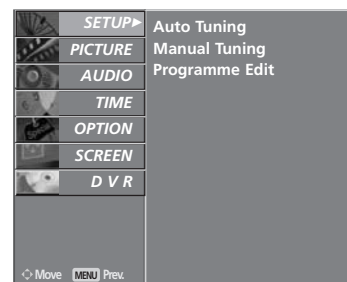 SETUP▶
PICTURE
AUDIO
TIME
OPTION
SCREEN
D V R
Auto Tuning
Manual Tuning
Programme Edit
Move MENU Prev.